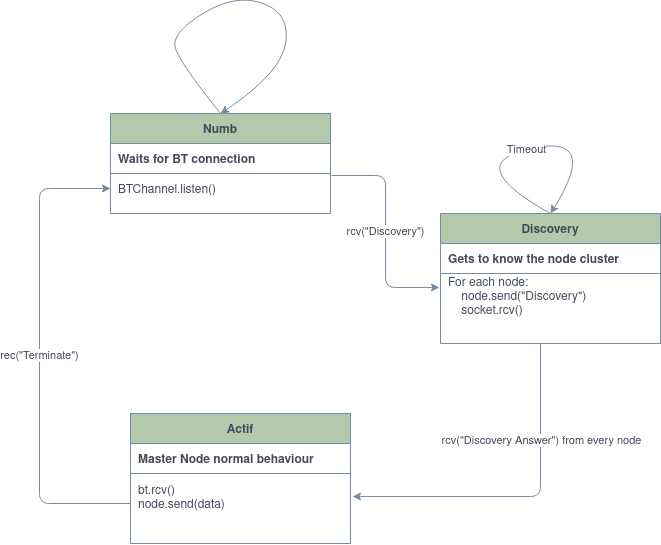 Numb
Waits for BT connection
BTChannel.listen()
Timeout
rcv("Discovery")
Discovery
Gets to know the node cluster
For each node:
node.send("Discovery")
socket.rcv()
rec("Terminate")
Actif
Master Node normal behaviour
bt.rcv()
node.send(data)
rcv("Discovery Answer") from every node